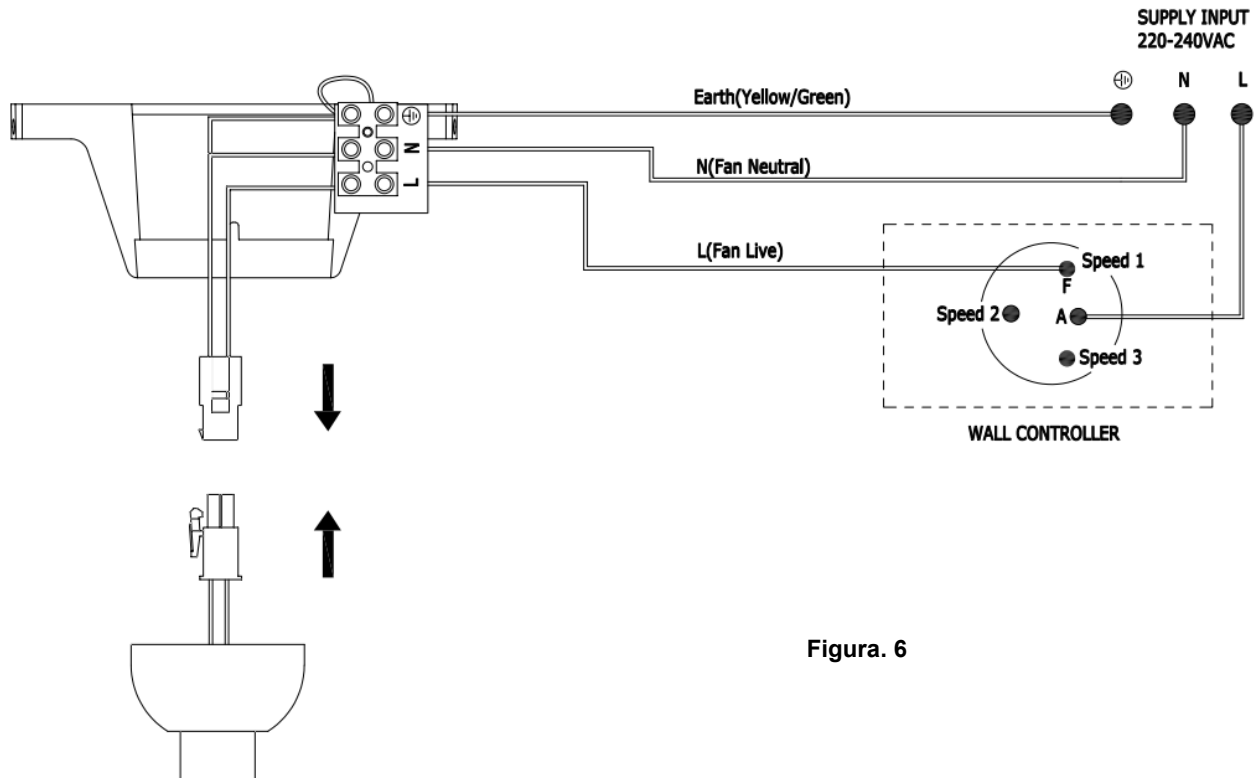 SUPPLY INPUT
220-240VAC
N
L
Earth(Yellow/Green)
N
L
N(Fan Neutral)
L(Fan Live)
Speed 1
F
Speed 2
A
Speed 3
WALL CONTROLLER
Figura. 6